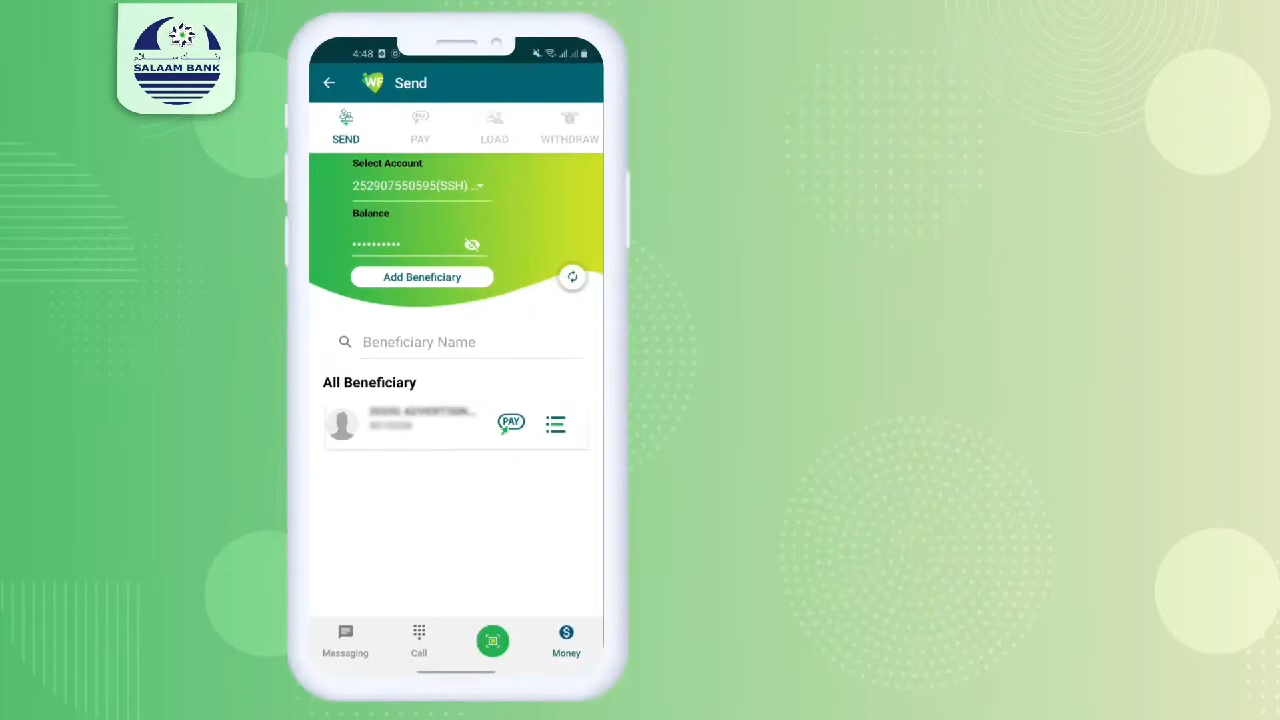 SALAAM BANK
4:48
WF
Send
SEND
PAY
LOAD
WITHDRAW
Select Account
252907550595(SSH) ...
Balance
Add Beneficiary
Beneficiary Name
All Beneficiary
PAY
Messaging
Call
Money